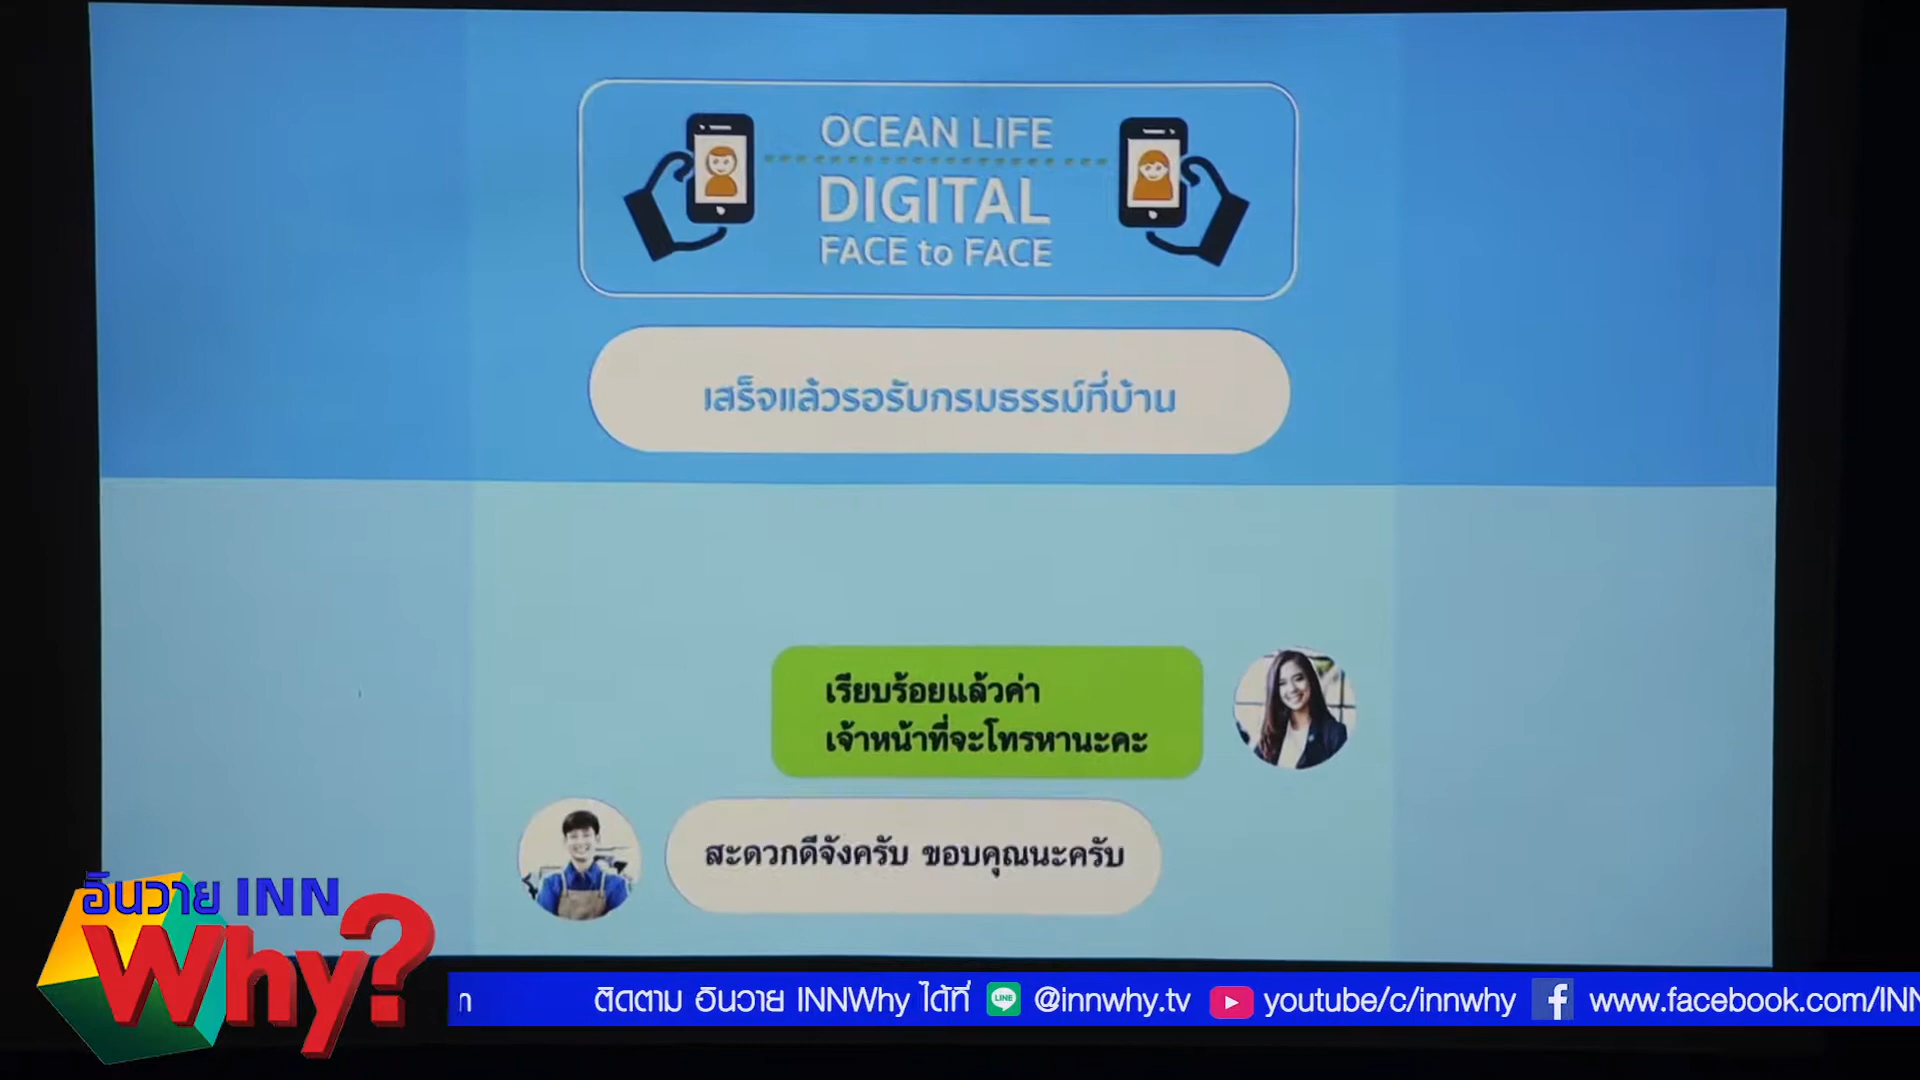 OCEAN LIFE
DIGITAL
FACE to FACE
เสร็จแล้วรอรับกรมธรรม์ที่บ้าน
เรียบร้อยแล้วค่า
เจ้าหน้าที่จะโทรหานะคะ
สะดวกดีจังครับ ขอบคุณนะครับ
อินวาย INN
Why?
ติดตาม อินวาย INNWhy ได้ที่ LINE @innwhy.tv youtube/c/innwhy www.facebook.com/INN